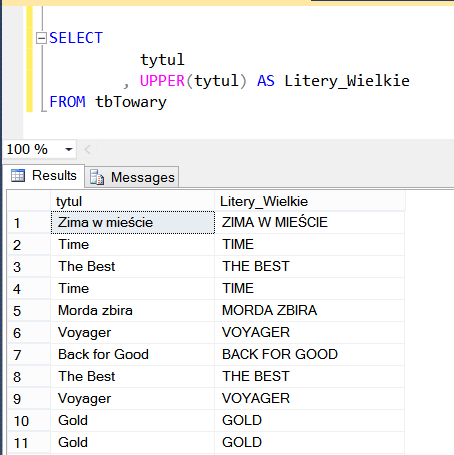 SELECT
tytul
, UPPER(tytul) AS Litery_Wielkie
FROM tbTowary
100 %
Results Messages
tytul Litery_Wielkie
1 Zima w mieście ZIMA W MIEŚCIE
2 Time TIME
3 The Best THE BEST
4 Time TIME
5 Morda zbira MORDA ZBIRA
6 Voyager VOYAGER
7 Back for Good BACK FOR GOOD
8 The Best THE BEST
9 Voyager VOYAGER
10 Gold GOLD
11 Gold GOLD